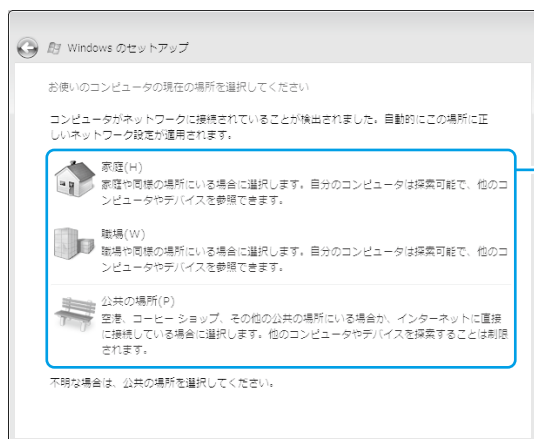 Windows のセットアップ
お使いのコンピュータの現在の場所を選択してください
コンピュータがネットワークに接続されていることが検出されました。自動的にこの場所に正
しいネットワーク設定が適用されます。
家庭(H)
家庭や同様の場所にいる場合に選択します。自分のコンピュータは探索可能で、他のコ
ンピュータやデバイスを参照できます。
職場(W)
職場や同様の場所にいる場合に選択します。自分のコンピュータは探索可能で、他のコ
ンピュータやデバイスを参照できます。
公共の場所(P)
空港、コーヒー ショップ、その他の公共の場所にいる場合か、インターネットに直接
に接続している場合に選択します。他のコンピュータやデバイスを探索することは制限
されます。
不明な場合は、公共の場所を選択してください。